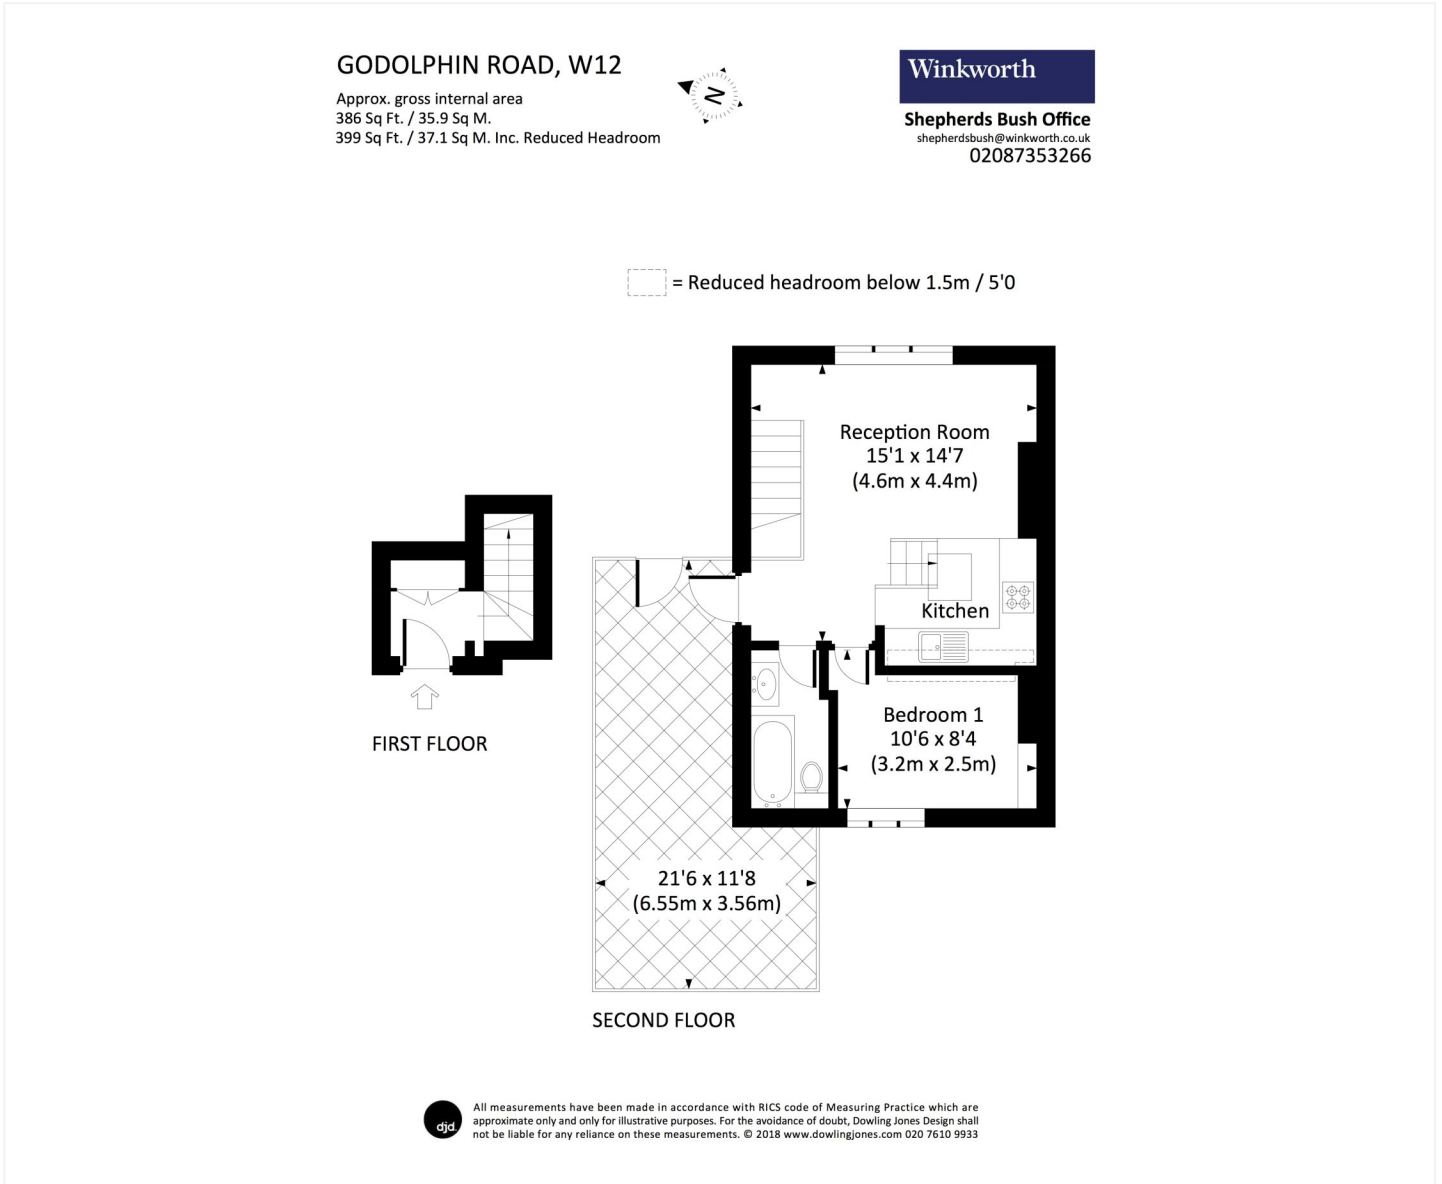 GODOLPHIN ROAD, W12
Approx. gross internal area
386 Sq Ft. / 35.9 Sq M.
399 Sq Ft. / 37.1 Sq M. Inc. Reduced Headroom
N
Winkworth
Shepherds Bush Office
shepherdsbush@winkworth.co.uk
02087353266
= Reduced headroom below 1.5m / 5'0
Reception Room
15'1 x 14'7
(4.6m x 4.4m)
Kitchen
Bedroom 1
10'6 x 8'4
(3.2m x 2.5m)
FIRST FLOOR
21'6 x 11'8
(6.55m x 3.56m)
SECOND FLOOR
djd.
All measurements have been made in accordance with RICS code of Measuring Practice which are
approximate only and only for illustrative purposes. For the avoidance of doubt, Dowling Jones Design shall
not be liable for any reliance on these measurements. © 2018 www.dowlingjones.com 020 7610 9933